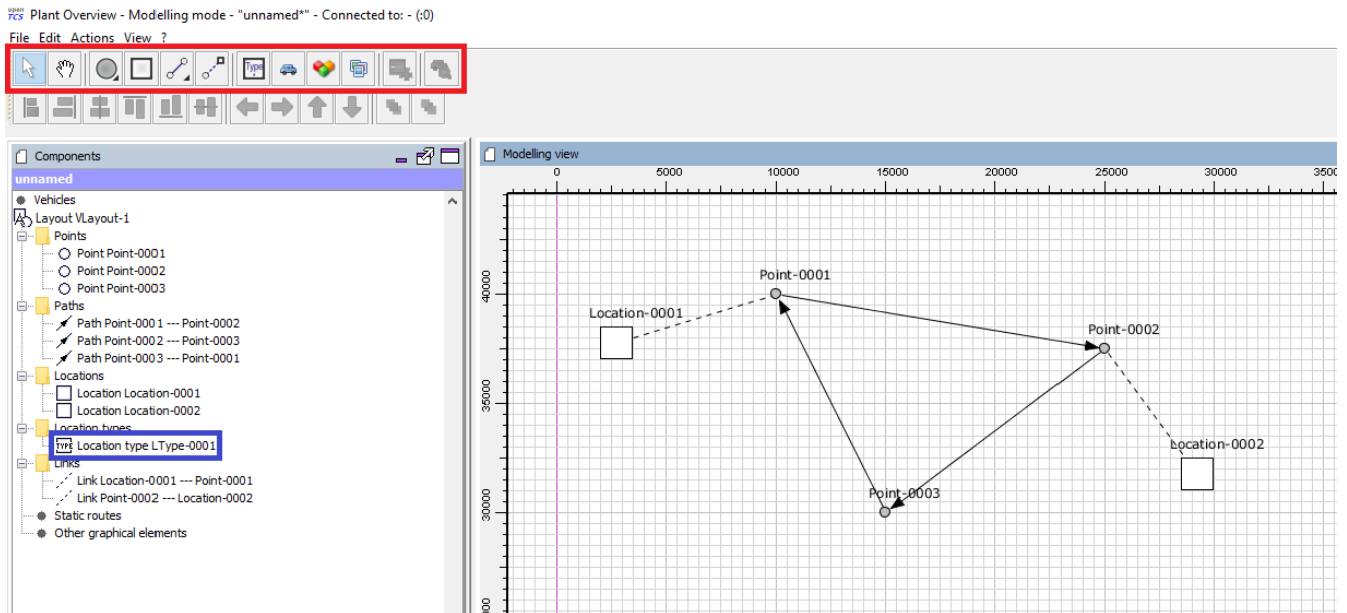 open TCS Plant Overview - Modelling mode - "unnamed*" - Connected to: - (:0)
File Edit Actions View ?
Type
Components
unnamed
Vehicles
Layout VLayout-1
Points
Point Point-0001
Point Point-0002
Point Point-0003
Paths
Path Point-0001 --- Point-0002
Path Point-0002 --- Point-0003
Path Point-0003 --- Point-0001
Locations
Location Location-0001
Location Location-0002
Location types
TYPE Location type LType-0001
Links
Link Location-0001 --- Point-0001
Link Point-0002 --- Location-0002
Static routes
Other graphical elements
Modelling view
0 5000 10000 15000 20000 25000 30000 3500
40000
35000
30000
Point-0001
Location-0001
Point-0002
Location-0002
Point-0003